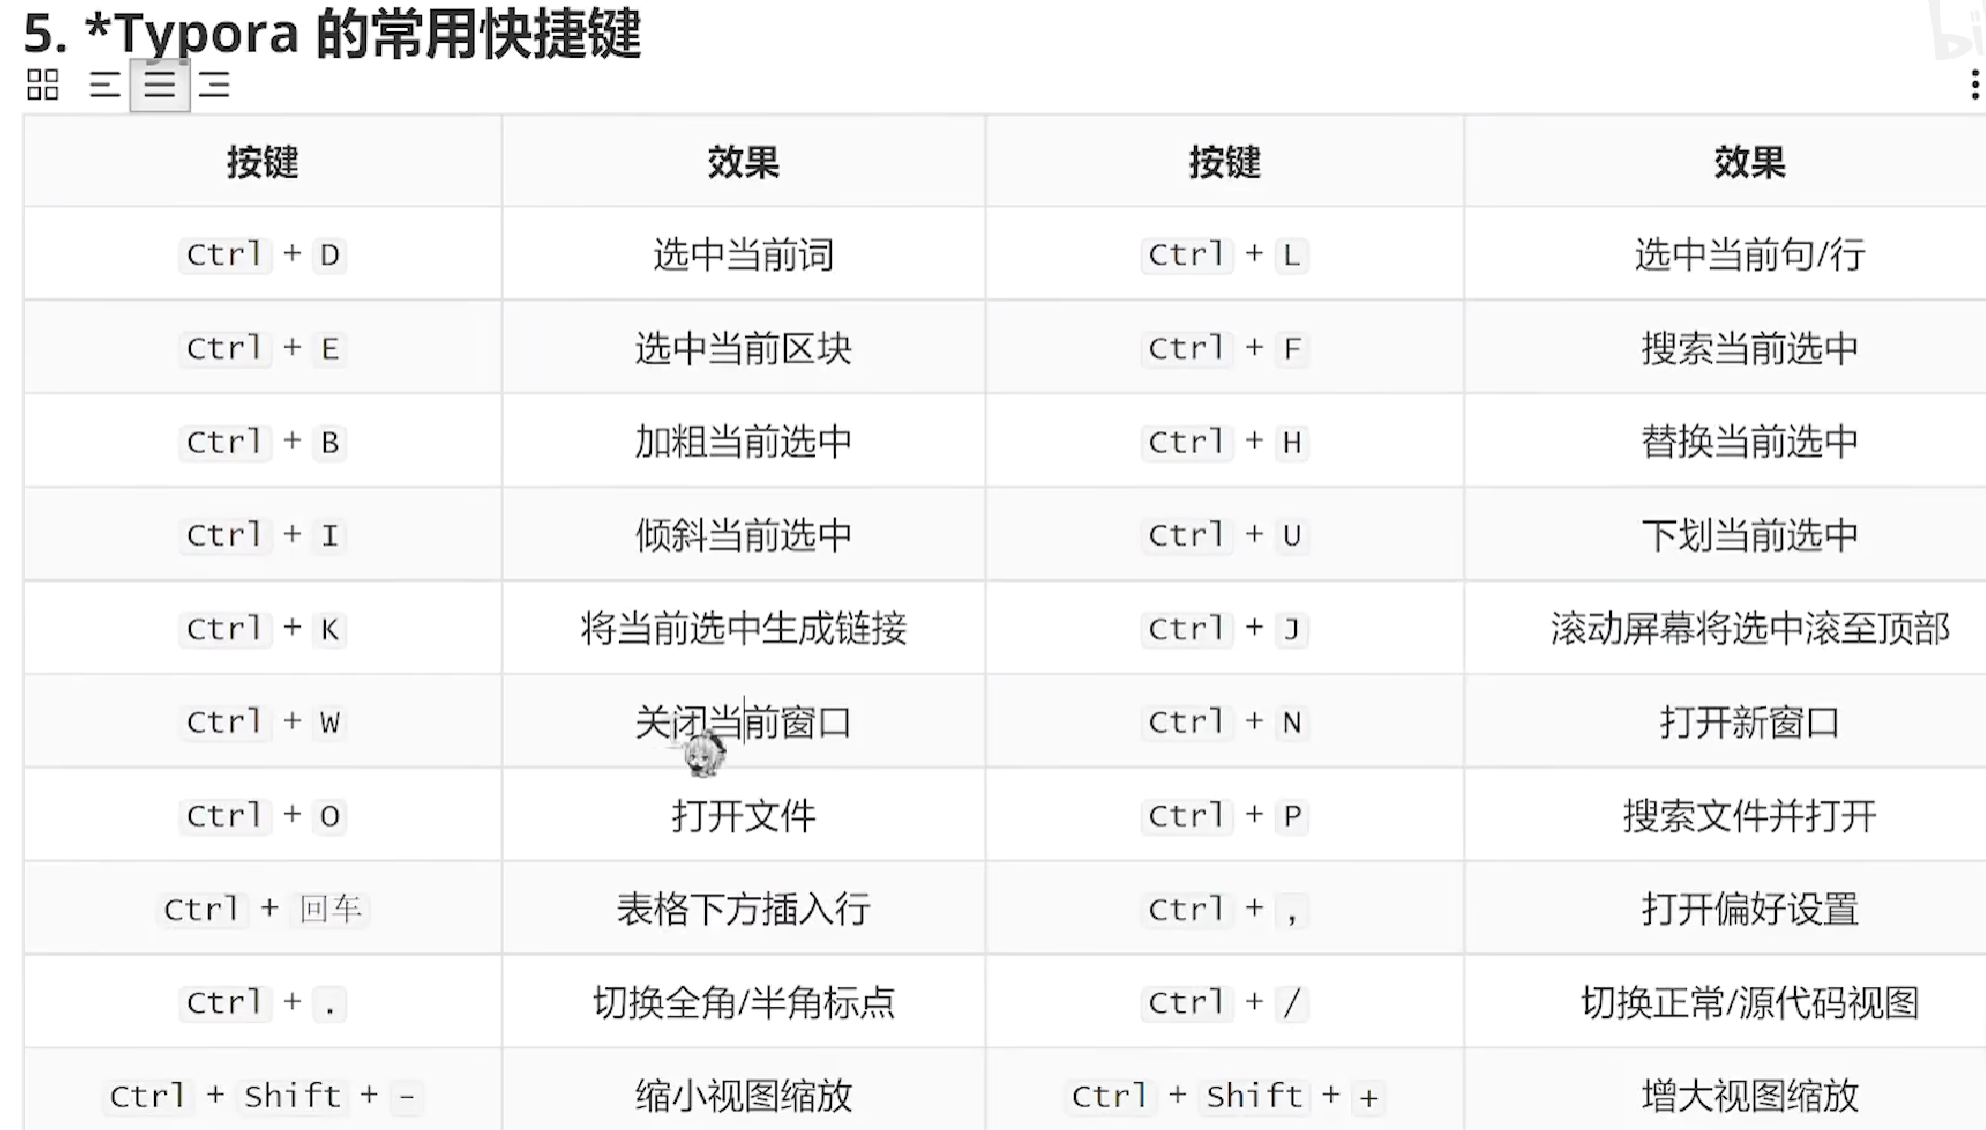 5. *Typora 的常用快捷键
按键 效果 按键 效果
Ctrl + D 选中当前词 Ctrl + L 选中当前句/行
Ctrl + E 选中当前区块 Ctrl + F 搜索当前选中
Ctrl + B 加粗当前选中 Ctrl + H 替换当前选中
Ctrl + I 倾斜当前选中 Ctrl + U 下划当前选中
Ctrl + K 将当前选中生成链接 Ctrl + J 滚动屏幕将选中滚至顶部
Ctrl + W 关闭当前窗口 Ctrl + N 打开新窗口
Ctrl + O 打开文件 Ctrl + P 搜索文件并打开
Ctrl + 回车 表格下方插入行 Ctrl + , 打开偏好设置
Ctrl + . 切换全角/半角标点 Ctrl + / 切换正常/源代码视图
Ctrl + Shift + - 缩小视图缩放 Ctrl + Shift + + 增大视图缩放